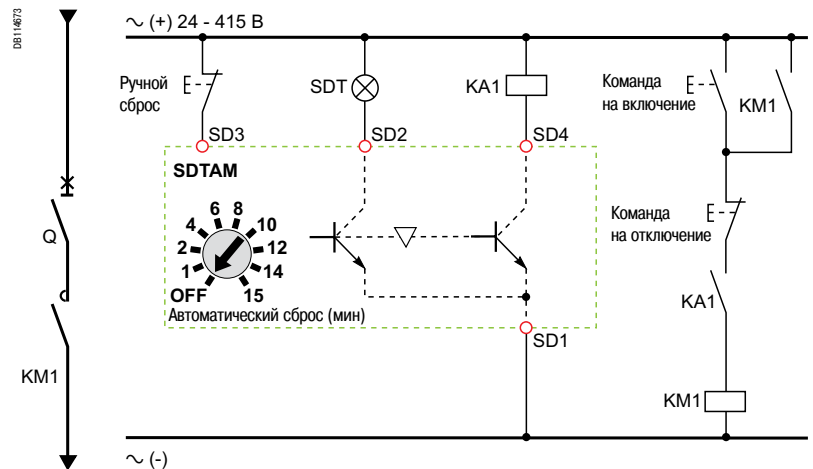 DB114673
∼ (+) 24 - 415 В
Ручной
сброс
SDT
KA1
Команда
на включение
KM1
SD3
SD2
SD4
SDTAM
OFF
1
2
4
6
8
10
12
14
15
Автоматический сброс (мин)
SD1
Команда
на отключение
KA1
KM1
Q
KM1
∼ (-)